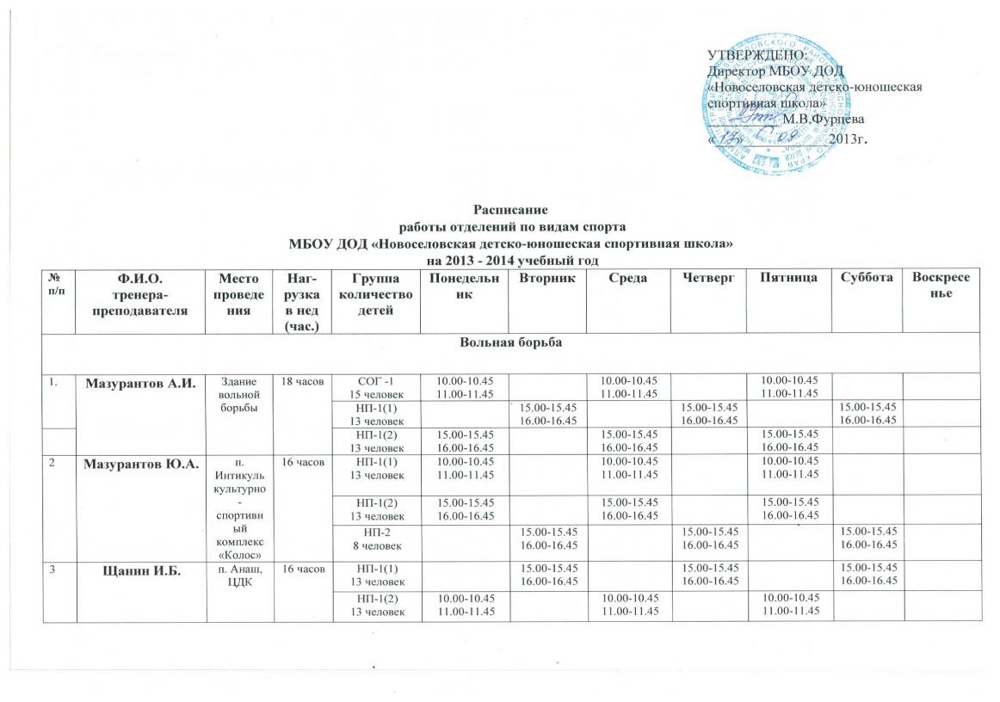 УТВЕРЖДЕНО:
Директор МБОУ ДОД
«Новоселовская детско-юношеская
спортивная школа»
__________ М.В,Фурцева
«17» 09 2013г.
Расписание
работы отделений по видам спорта
МБОУ ДОД «Новоселовская детско-юношеская спортивная школа»
на 2013 - 2014 учебный год
№ п/п Ф.И.О. тренера-преподавателя Место проведе ния Наг-рузка в нед (час.) Группа количество детей Понедельн ик Вторник Среда Четверг Пятница Суббота Воскресе нье
Вольная борьба
1. Мазурантов А.И. Здание 18 часов СОГ -1 10.00-10.45 10.00-10.45 10.00-10.45
вольной 15 человек 11.00-11.45 11.00-11.45 11.00-11.45
борьбы НП-1(1) 15.00-15.45 15.00-15.45 15.00-15.45
13 человек 16.00-16.45 16.00-16.45 16.00-16.45
НП-1(2) 15.00-15.45 15.00-15.45 15.00-15.45
13 человек 16.00-16.45 16.00-16.45 16.00-16.45
2 Мазурантов Ю.А. п. 16 часов НП-1(1) 10.00-10.45 10.00-10.45 10.00-10.45
Интикуль 13 человек 11.00-11.45 11.00-11.45 11.00-11.45
культурно
- НП-1(2) 15.00-15.45 15.00-15.45 15.00-15.45
спортивн 13 человек 16.00-16.45 16.00-16.45 16.00-16.45
ый НП-2 15.00-15.45 15.00-15.45 15.00-15.45
комплекс 8 человек 16.00-16.45 16.00-16.45 16.00-16.45
«Колос»
3 Щанин И.Б. п. Анаш, 16 часов НП-1(1) 15.00-15.45 15.00-15.45 15.00-15.45
ЦДК 13 человек 16.00-16.45 16.00-16.45 16.00-16.45
НП-1(2) 10.00-10.45 10.00-10.45 10.00-10.45
13 человек 11.00-11.45 11.00-11.45 11.00-11.45